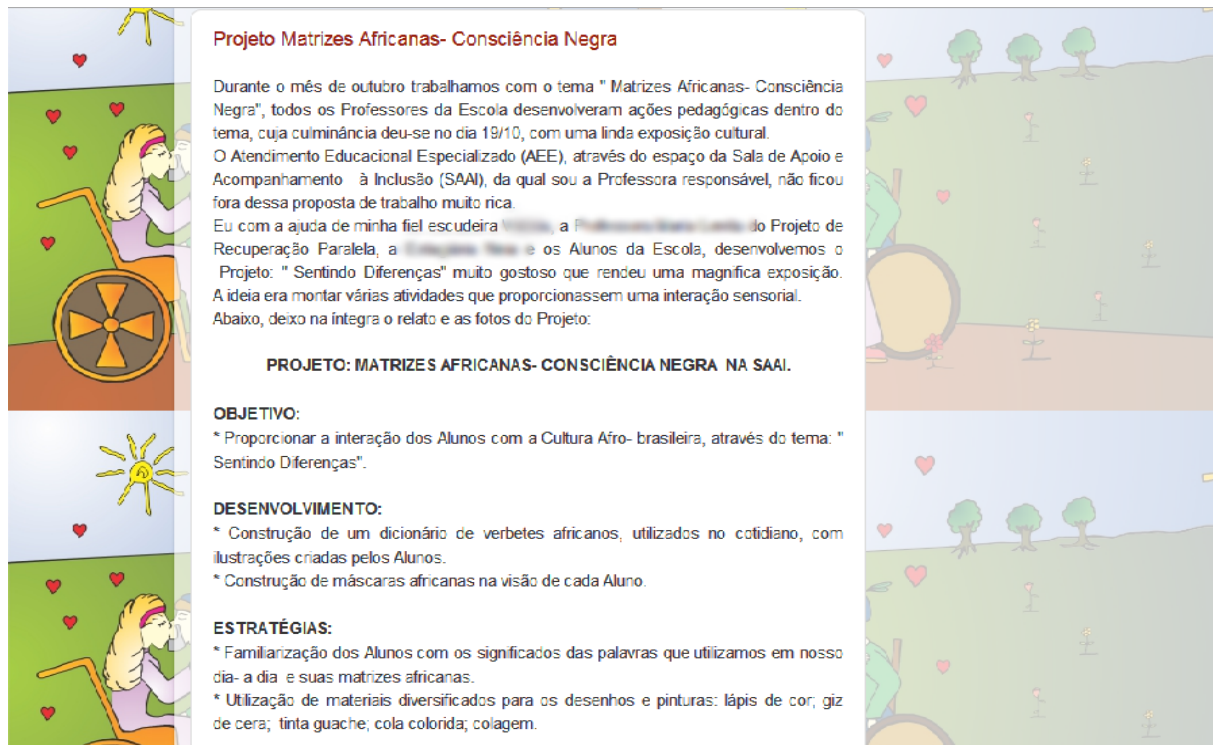 Projeto Matrizes Africanas- Consciência Negra
Durante o mês de outubro trabalhamos com o tema " Matrizes Africanas- Consciência
Negra", todos os Professores da Escola desenvolveram ações pedagógicas dentro do
tema, cuja culminância deu-se no dia 19/10, com uma linda exposição cultural.
O Atendimento Educacional Especializado (AEE), através do espaço da Sala de Apoio e
Acompanhamento à Inclusão (SAAI), da qual sou a Professora responsável, não ficou
fora dessa proposta de trabalho muito rica.
Eu com a ajuda de minha fiel escudeira , a do Projeto de
Recuperação Paralela, a e os Alunos da Escola, desenvolvemos o
Projeto: " Sentindo Diferenças" muito gostoso que rendeu uma magnifica exposição.
A ideia era montar várias atividades que proporcionassem uma interação sensorial.
Abaixo, deixo na íntegra o relato e as fotos do Projeto:
PROJETO: MATRIZES AFRICANAS- CONSCIÊNCIA NEGRA NA SAAI.
OBJETIVO:
* Proporcionar a interação dos Alunos com a Cultura Afro- brasileira, através do tema: "
Sentindo Diferenças".
DESENVOLVIMENTO:
* Construção de um dicionário de verbetes africanos, utilizados no cotidiano, com
ilustrações criadas pelos Alunos.
* Construção de máscaras africanas na visão de cada Aluno.
ESTRATÉGIAS:
* Familiarização dos Alunos com os significados das palavras que utilizamos em nosso
dia- a dia e suas matrizes africanas.
* Utilização de materiais diversificados para os desenhos e pinturas: lápis de cor; giz
de cera; tinta guache; cola colorida; colagem.